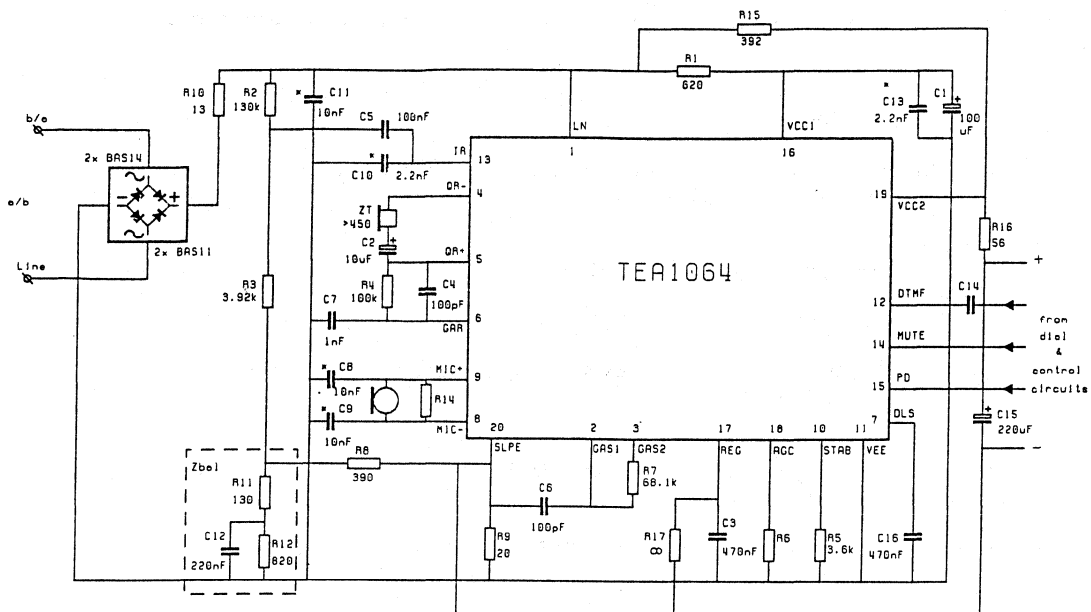 R15
392
R1
620
R10
13
R2
130k
* C11
10nF
C5 100nF
*
C10 2.2nF
b/a
2x BAS14
a/b
2x BAS11
Line
*
C13
2.2nF
C1
+
100
uF
LN
1
VCC1
16
IR
13
QR-
4
ZT
>450
C2 +
10uF
QR+
5
R4
100k
C4
100pF
C7
1nF
6
GAR
R3
3.92k
TEA1064
19
VCC2
R16
56
+
12
DTMF
C14
from
dial
&
control
circuits
14
MUTE
15
PD
7
DLS
* C8
10nF
MIC+
9
R14
* C9
10nF
8
MIC-
+
C15
220uF
-
20
SLPE
2
GAS1
3
GAS2
17
REG
18
AGC
10
STAB
11
VEE
R8
390
Zbal
R11
130
C12
220nF
R12
820
C6
100pF
R7
68.1k
R9
20
R17
∞
C3
470nF
R6
R5
3.6k
C16
470nF